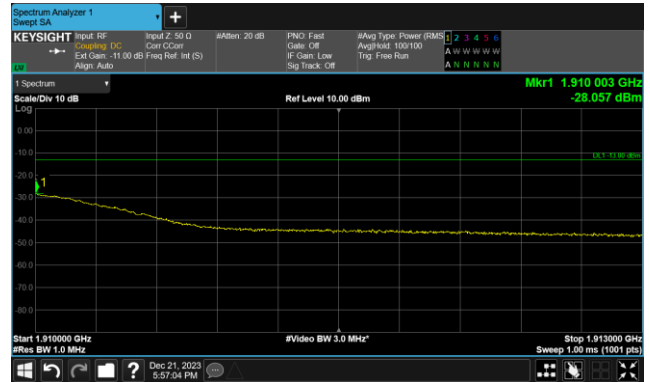 Spectrum Analyzer 1
Swept SA
KEYSIGHT Input: RF Input Z: 50 Ω #Atten: 20 dB PNO: Fast #Avg Type: Power (RMS 1 2 3 4 5 6
Coupling: DC Corr CCorr Gate: Off Avg|Hold: 100/100 A W W W W W
Ext Gain: -11.00 dB Freq Ref: Int (S) IF Gain: Low Trig: Free Run
Align: Auto Sig Track: Off A N N N N N
1 Spectrum
Mkr1 1.910 003 GHz
Scale/Div 10 dB Ref Level 10.00 dBm -28.057 dBm
Log
0.00
DL1 -13.00 dBm
-10.0
1
-20.0
-30.0
-40.0
-50.0
-60.0
-70.0
-80.0
Start 1.910000 GHz #Video BW 3.0 MHz* Stop 1.913000 GHz
#Res BW 1.0 MHz Sweep 1.00 ms (1001 pts)
? Dec 21, 2023
5:57:04 PM